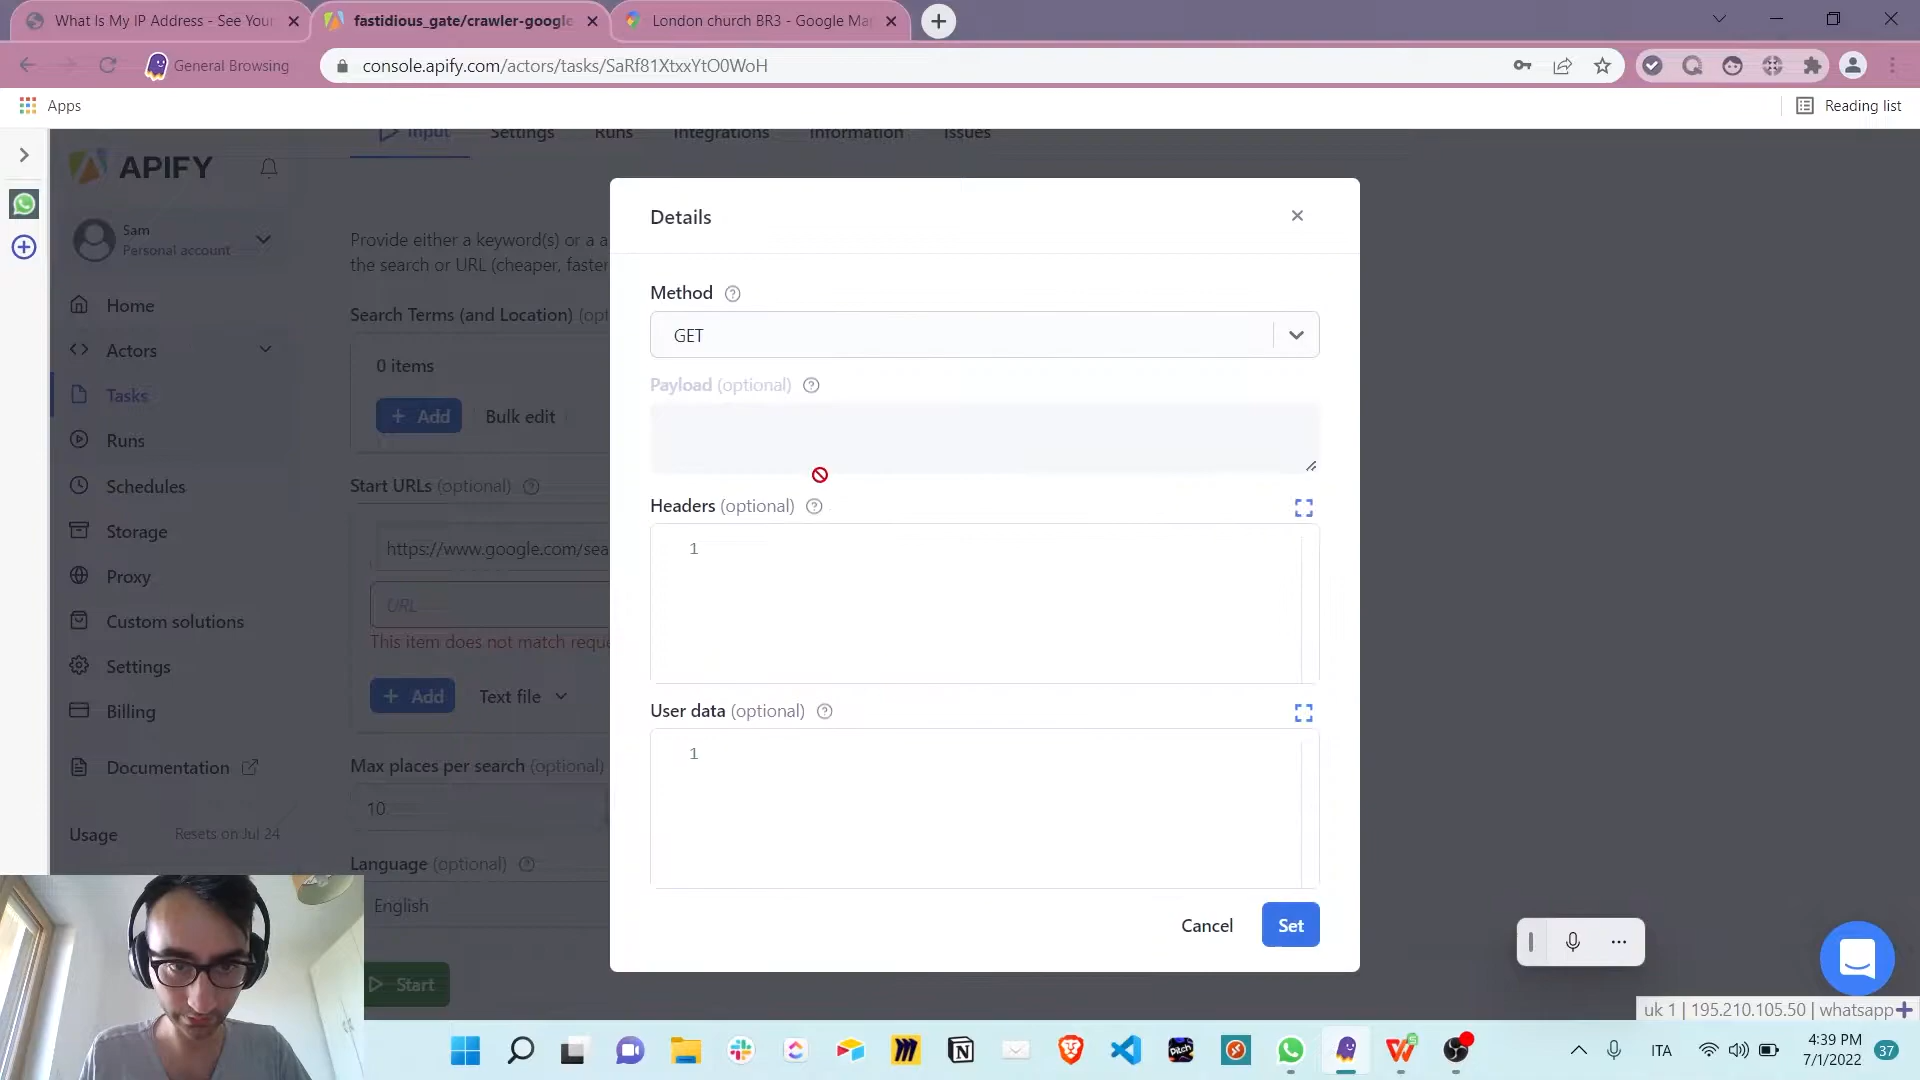 What Is My IP Address - See Your
fastidious_gate/crawler-google
London church BR3 - Google Ma
General Browsing
console.apify.com/actors/tasks/SaRf81XtxxYtO0WoH
Apps
Reading list
Input
Settings
Runs
Integrations
Information
Issues
APIFY
Sam
Personal account
Home
Actors
Tasks
Runs
Schedules
Storage
Proxy
Custom solutions
Settings
Billing
Documentation
Usage
Resets on Jul 24
Provide either a keyword(s) or a
the search or URL (cheaper, faster
Search Terms (and Location) (opt
0 items
+ Add
Bulk edit
Start URLs (optional)
https://www.google.com/sea
URL
This item does not match reque
+ Add
Text file
Max places per search (optional)
10
Language (optional)
English
Start
Details
Method
GET
Payload (optional)
Headers (optional)
1
User data (optional)
1
Cancel
Set
uk 1 | 195.210.105.50 | whatsapp
ITA
4:39 PM
7/1/2022
37